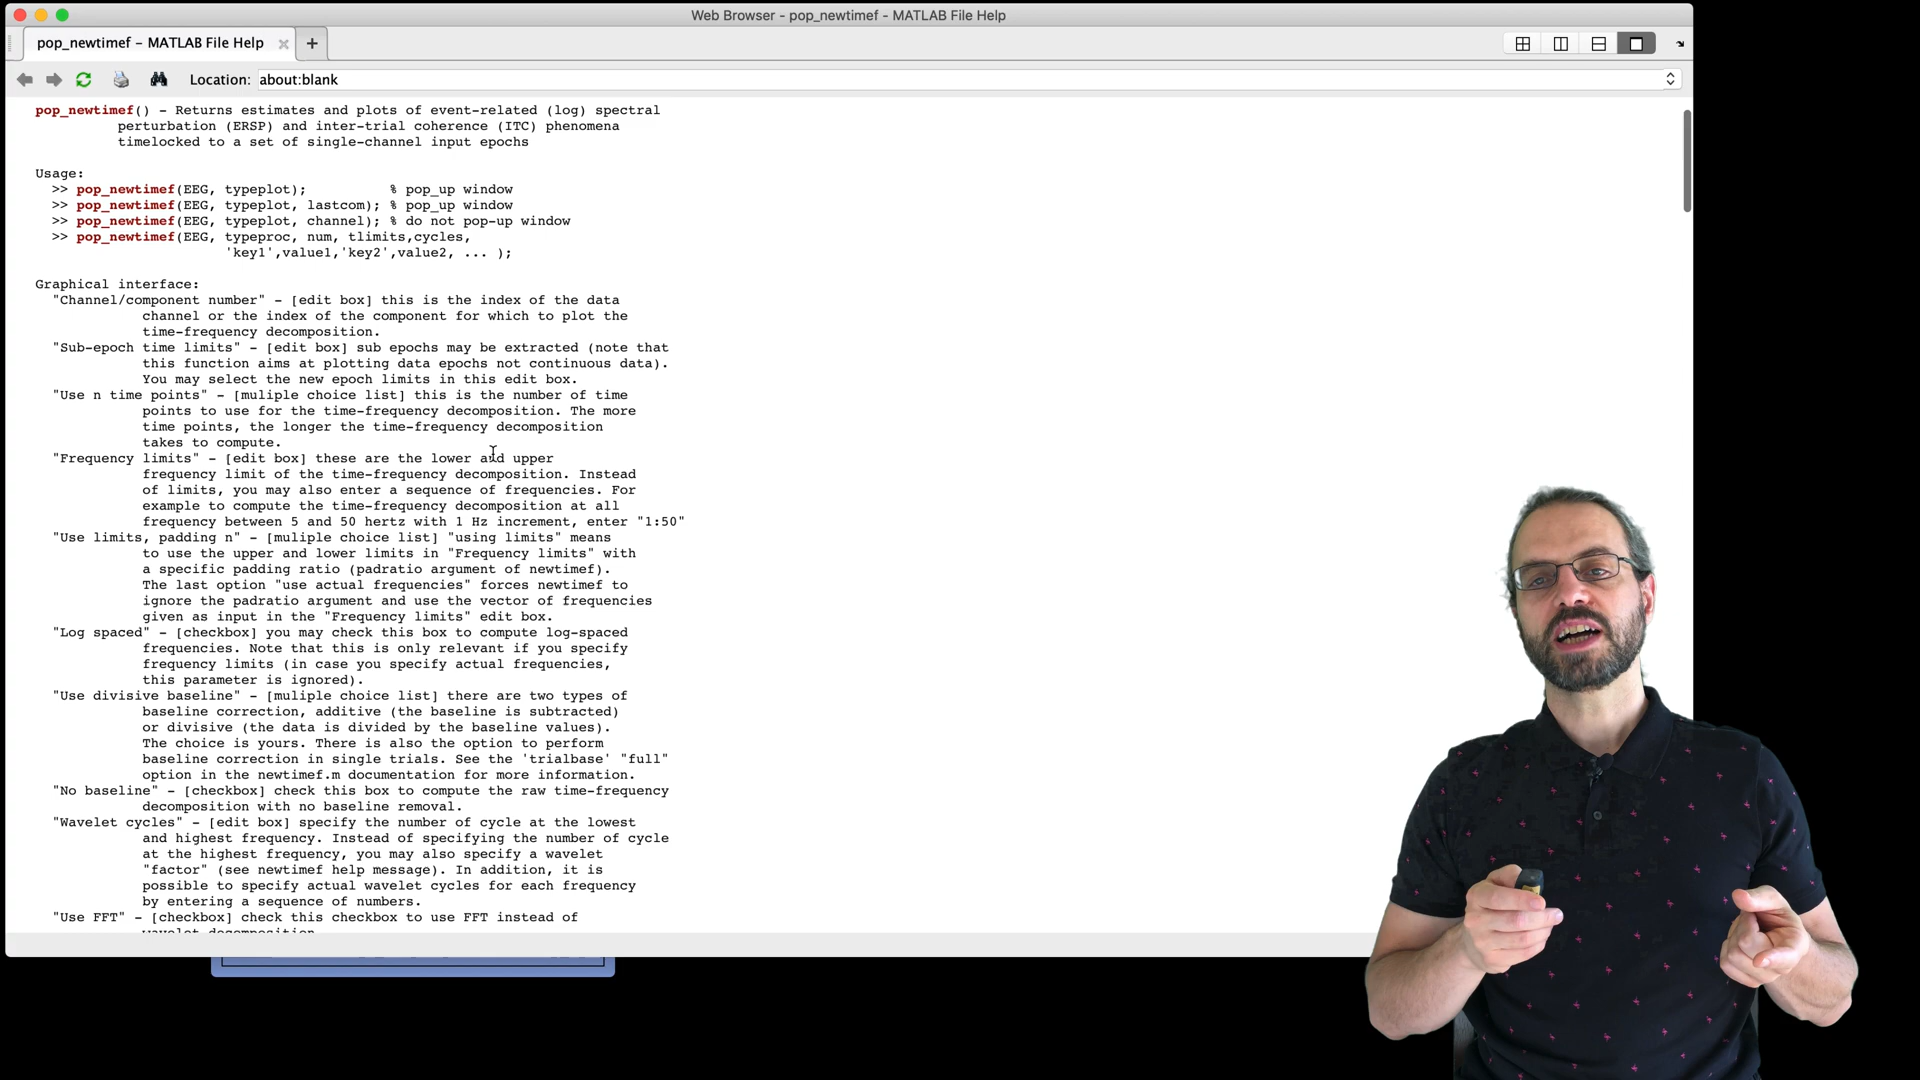 Web Browser - pop_newtimef - MATLAB File Help
pop_newtimef – MATLAB File Help
Location: about:blank
pop_newtimef() - Returns estimates and plots of event-related (log) spectral
perturbation (ERSP) and inter-trial coherence (ITC) phenomena
timelocked to a set of single-channel input epochs
Usage:
>> pop_newtimef(EEG, typeplot); % pop_up window
>> pop_newtimef(EEG, typeplot, lastcom); % pop_up window
>> pop_newtimef(EEG, typeplot, channel); % do not pop-up window
>> pop_newtimef(EEG, typeproc, num, tlimits,cycles,
'key1',value1,'key2',value2, ... );
Graphical interface:
"Channel/component number" - [edit box] this is the index of the data
channel or the index of the component for which to plot the
time-frequency decomposition.
"Sub-epoch time limits" - [edit box] sub epochs may be extracted (note that
this function aims at plotting data epochs not continuous data).
You may select the new epoch limits in this edit box.
"Use n time points" - [muliple choice list] this is the number of time
points to use for the time-frequency decomposition. The more
time points, the longer the time-frequency decomposition
takes to compute.
"Frequency limits" - [edit box] these are the lower and upper
frequency limit of the time-frequency decomposition. Instead
of limits, you may also enter a sequence of frequencies. For
example to compute the time-frequency decomposition at all
frequency between 5 and 50 hertz with 1 Hz increment, enter "1:50"
"Use limits, padding n" - [muliple choice list] "using limits" means
to use the upper and lower limits in "Frequency limits" with
a specific padding ratio (padratio argument of newtimef).
The last option "use actual frequencies" forces newtimef to
ignore the padratio argument and use the vector of frequencies
given as input in the "Frequency limits" edit box.
"Log spaced" - [checkbox] you may check this box to compute log-spaced
frequencies. Note that this is only relevant if you specify
frequency limits (in case you specify actual frequencies,
this parameter is ignored).
"Use divisive baseline" - [muliple choice list] there are two types of
baseline correction, additive (the baseline is subtracted)
or divisive (the data is divided by the baseline values).
The choice is yours. There is also the option to perform
baseline correction in single trials. See the 'trialbase' "full"
option in the newtimef.m documentation for more information.
"No baseline" - [checkbox] check this box to compute the raw time-frequency
decomposition with no baseline removal.
"Wavelet cycles" - [edit box] specify the number of cycle at the lowest
and highest frequency. Instead of specifying the number of cycle
at the highest frequency, you may also specify a wavelet
"factor" (see newtimef help message). In addition, it is
possible to specify actual wavelet cycles for each frequency
by entering a sequence of numbers.
"Use FFT" - [checkbox] check this checkbox to use FFT instead of
wavelet decomposition